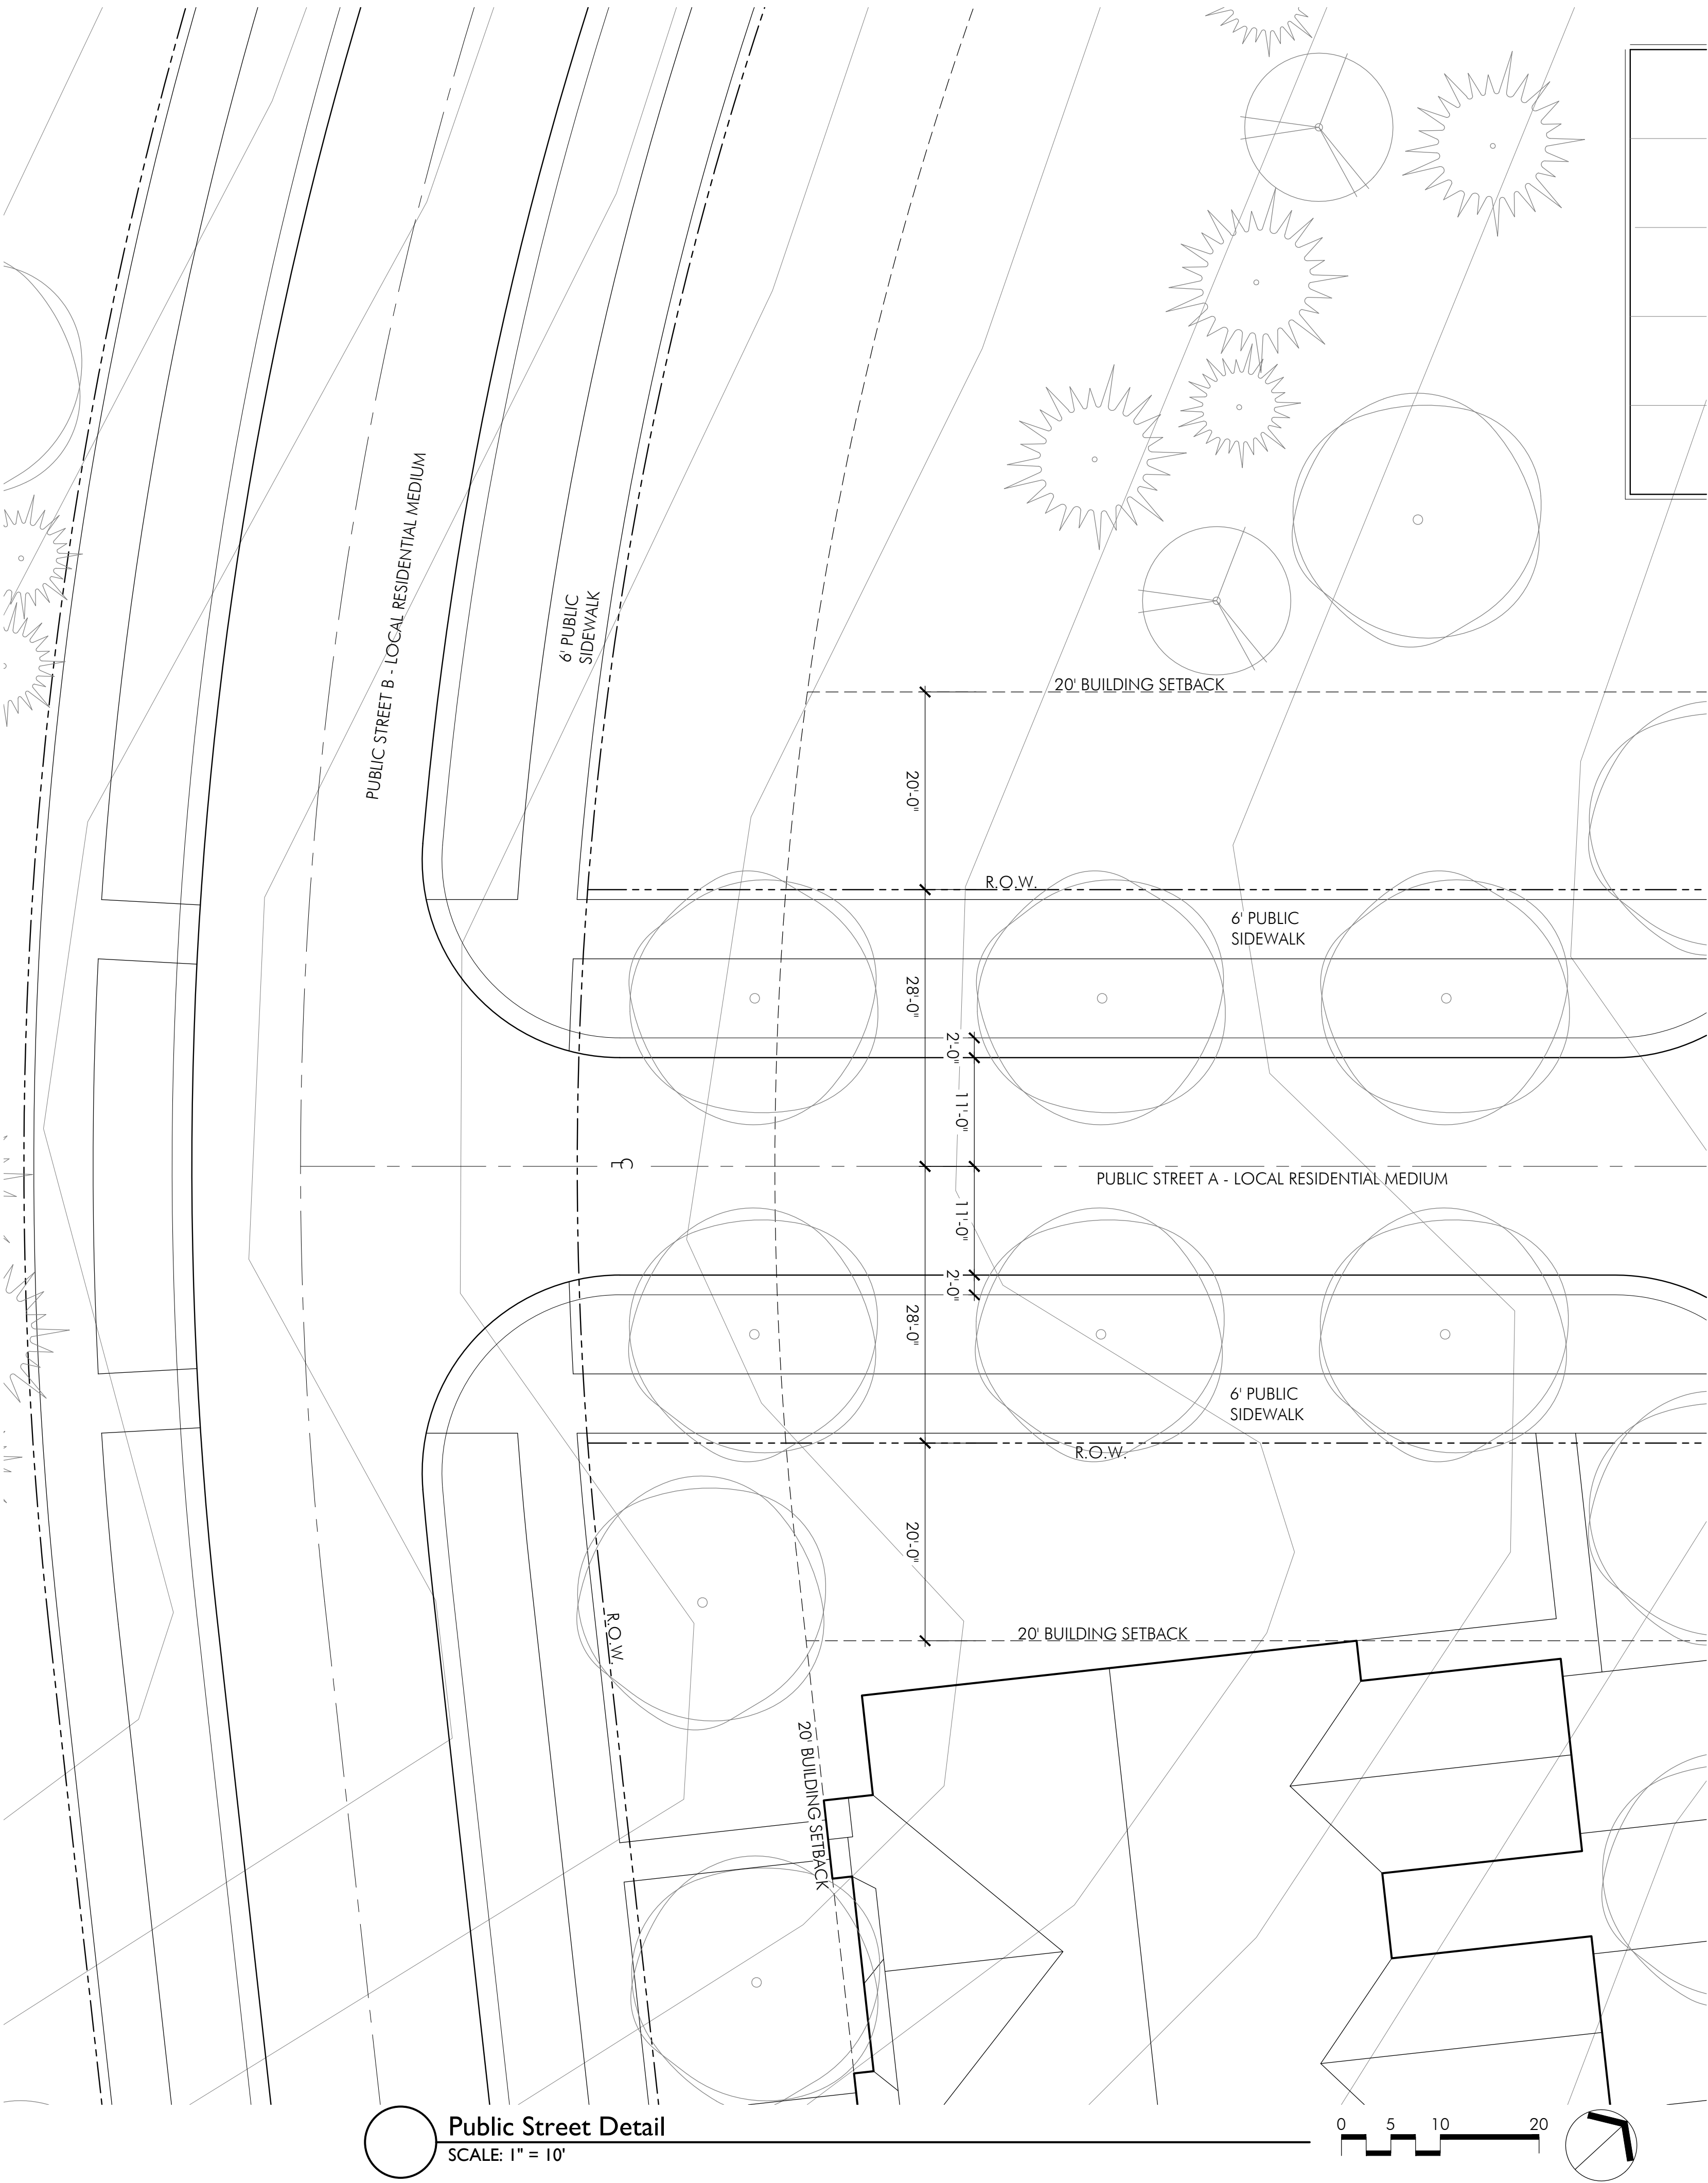 PUBLIC STREET B - LOCAL RESIDENTIAL MEDIUM
6' PUBLIC
SIDEWALK
20' BUILDING SETBACK
20'-0"
R.O.W.
6' PUBLIC
SIDEWALK
28'-0"
2'-0"
11'-0"
PUBLIC STREET A - LOCAL RESIDENTIAL MEDIUM
11'-0"
2'-0"
28'-0"
6' PUBLIC
SIDEWALK
R.O.W.
20'-0"
R.O.W.
20' BUILDING SETBACK
20' BUILDING SETBACK
Public Street Detail
SCALE: 1" = 10'
0 5 10 20